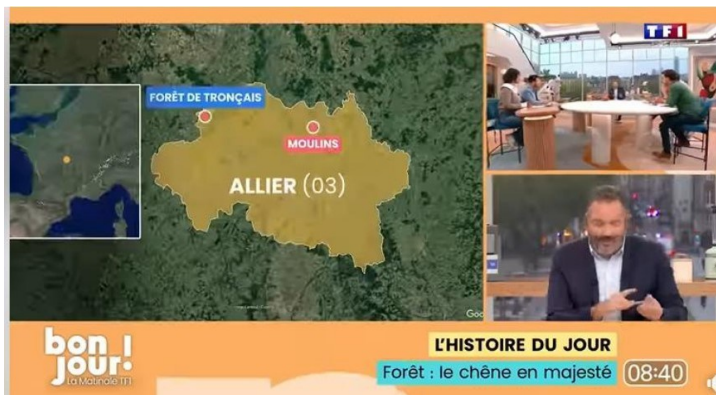 TF1
FORÊT DE TRONÇAIS
MOULINS
ALLIER (03)
Goo
bon
jour!
La Matinale TF1
L'HISTOIRE DU JOUR
Forêt : le chêne en majesté
08:40